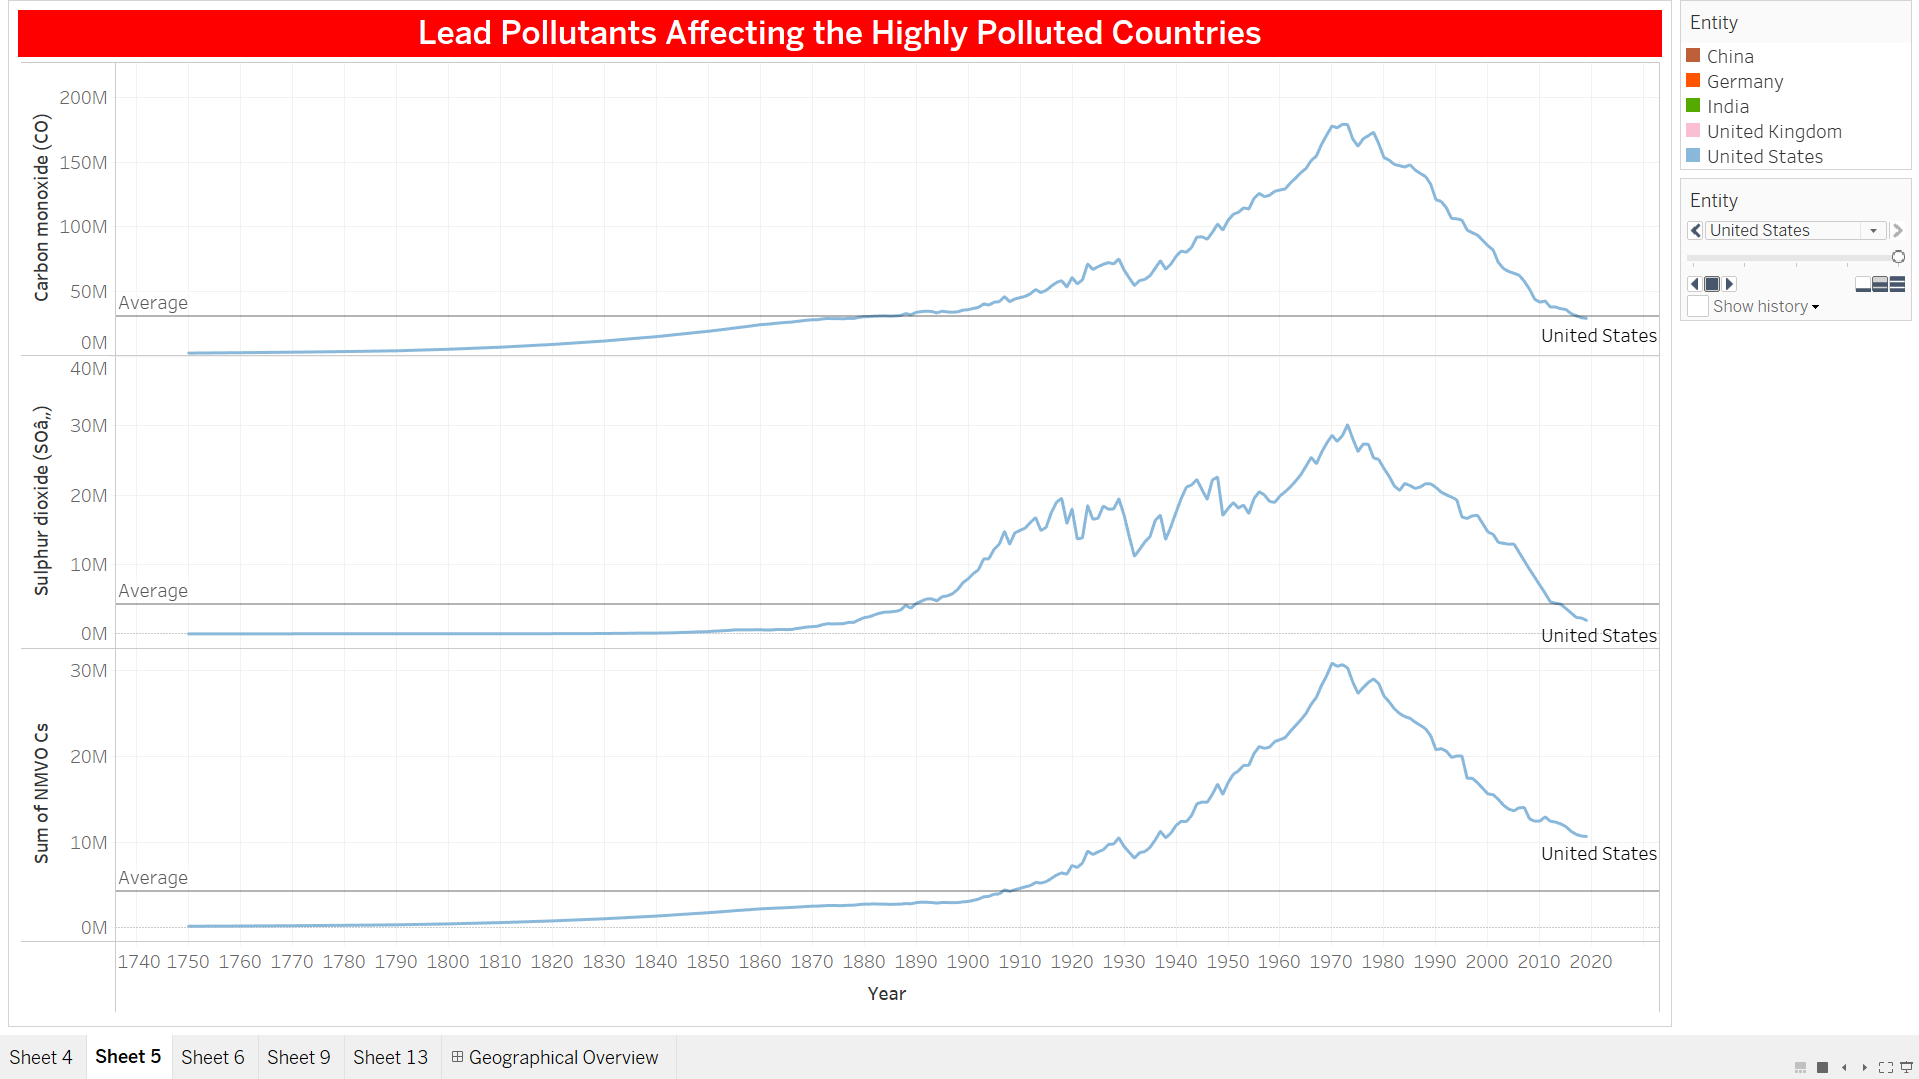 Lead Pollutants Affecting the Highly Polluted Countries
Carbon monoxide (CO)
200M
150M
100M
50M
0M
Average
United States
Sulphur dioxide (SOâ,,)
40M
30M
20M
10M
0M
Average
United States
Sum of NMVO Cs
30M
20M
10M
0M
Average
United States
1740 1750 1760 1770 1780 1790 1800 1810 1820 1830 1840 1850 1860 1870 1880 1890 1900 1910 1920 1930 1940 1950 1960 1970 1980 1990 2000 2010 2020
Year
Entity
China
Germany
India
United Kingdom
United States
Entity
United States
Show history
Sheet 4 Sheet 5 Sheet 6 Sheet 9 Sheet 13 Geographical Overview